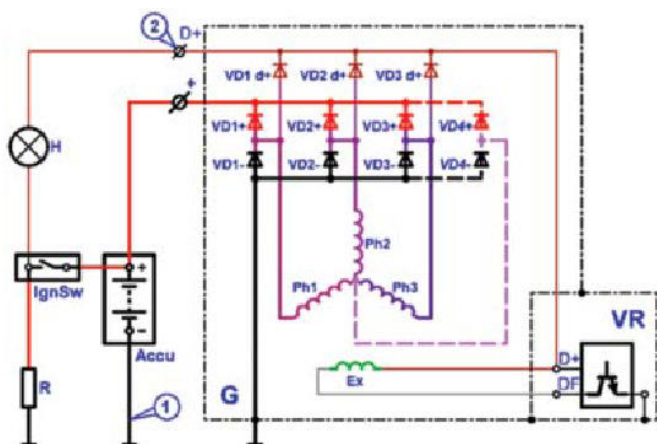 2 D+
VD1 d+ VD2 d+ VD3 d+
+
VD1+ VD2+ VD3+ VD4+
H
VD1- VD2- VD3- VD4-
Ph2
IgnSw
+
Ph1 Ph3
-
Accu
VR
R
1
Ex
D+
G
DF